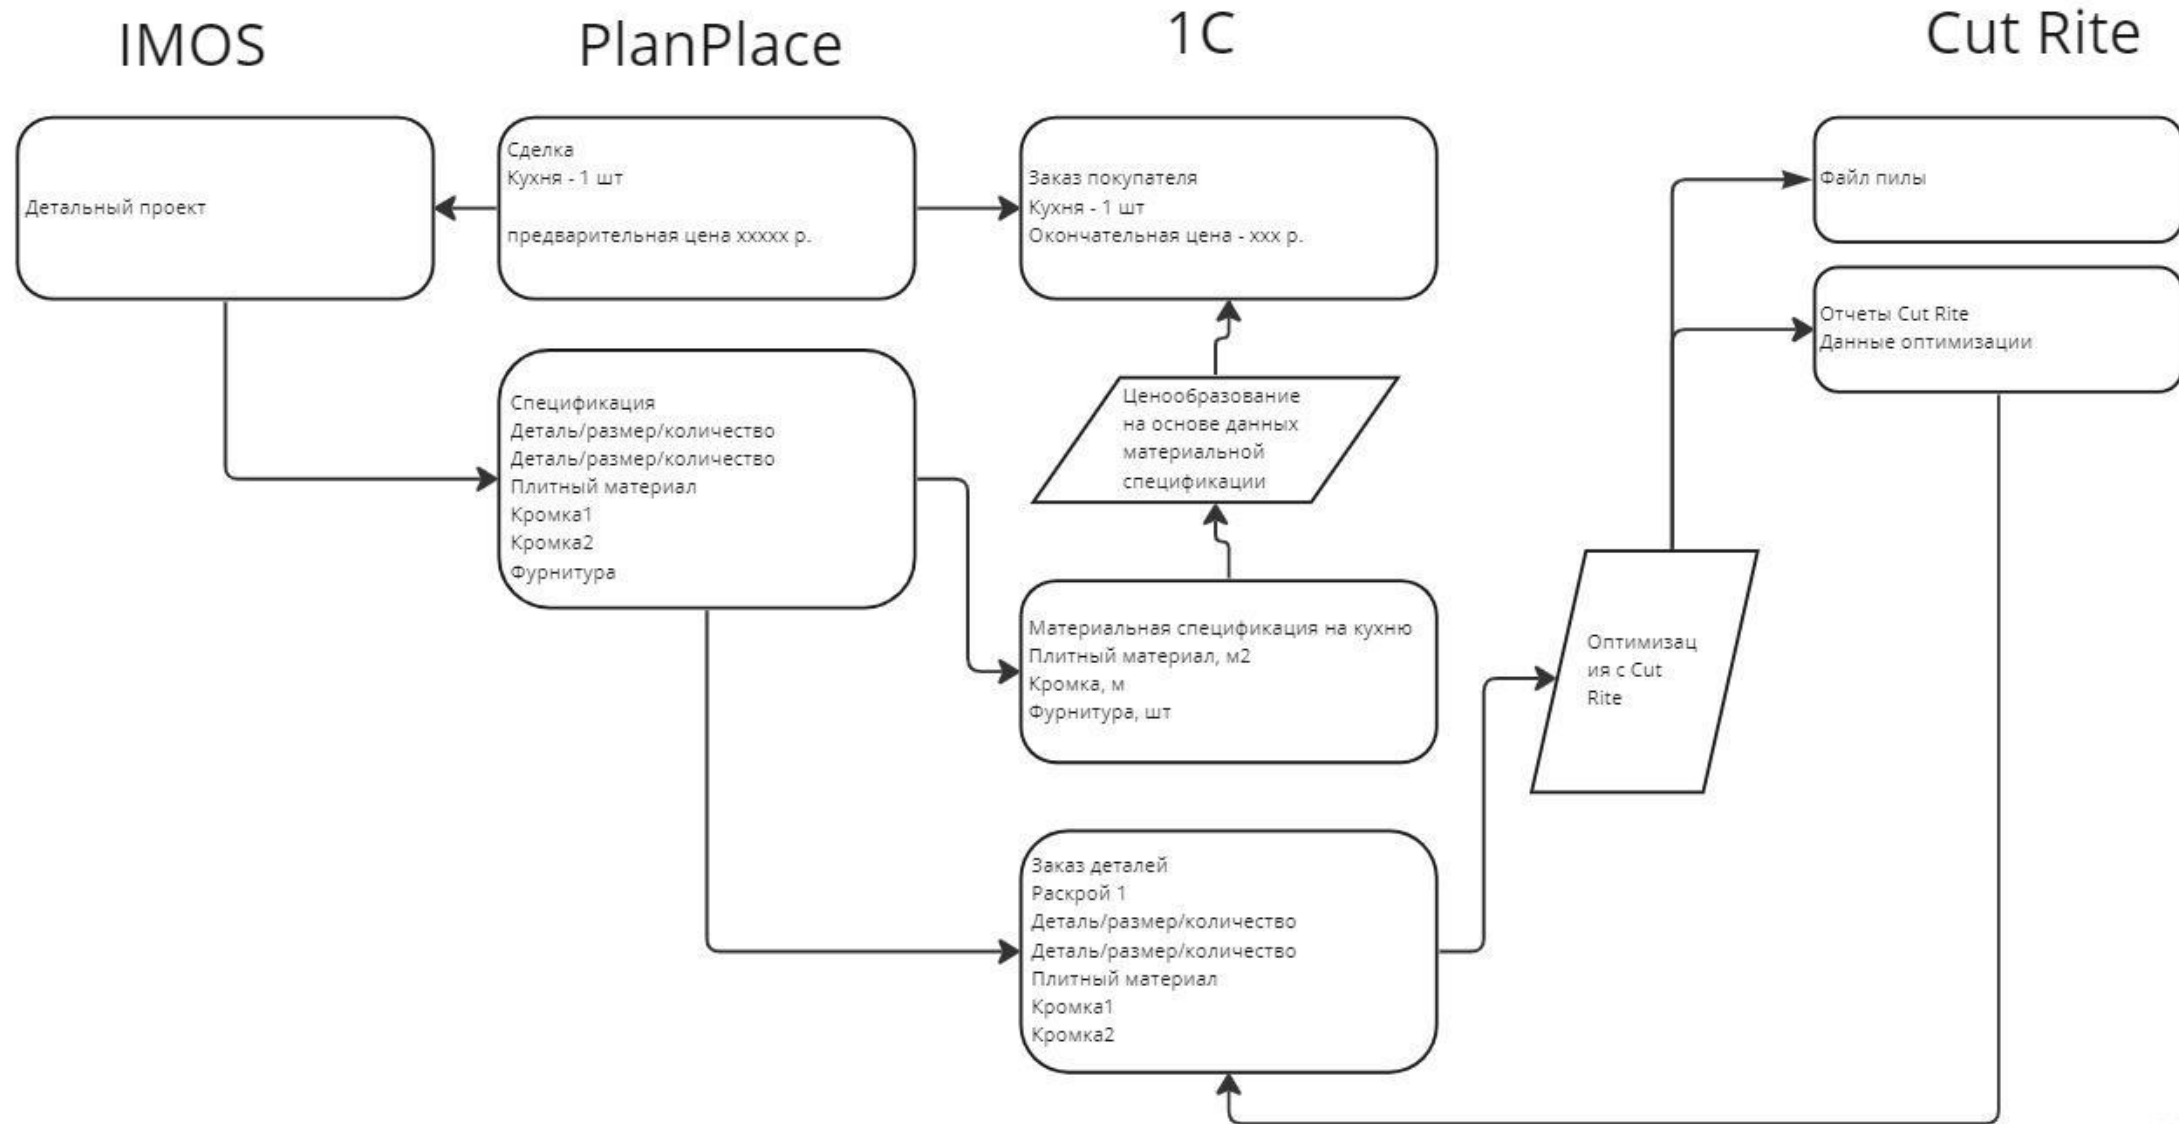 IMOS
PlanPlace
1С
Cut Rite
Детальный проект
Сделка
Кухня - 1 шт
предварительная цена xxxxx р.
Заказ покупателя
Кухня - 1 шт
Окончательная цена - xxx р.
Файл пилы
Отчеты Cut Rite
Данные оптимизации
Спецификация
Деталь/размер/количество
Деталь/размер/количество
Плитный материал
Кромка1
Кромка2
Фурнитура
Ценообразование
на основе данных
материальной
спецификации
Материальная спецификация на кухню
Плитный материал, м2
Кромка, м
Фурнитура, шт
Оптимизац
ия с Cut
Rite
Заказ деталей
Раскрой 1
Деталь/размер/количество
Деталь/размер/количество
Плитный материал
Кромка1
Кромка2